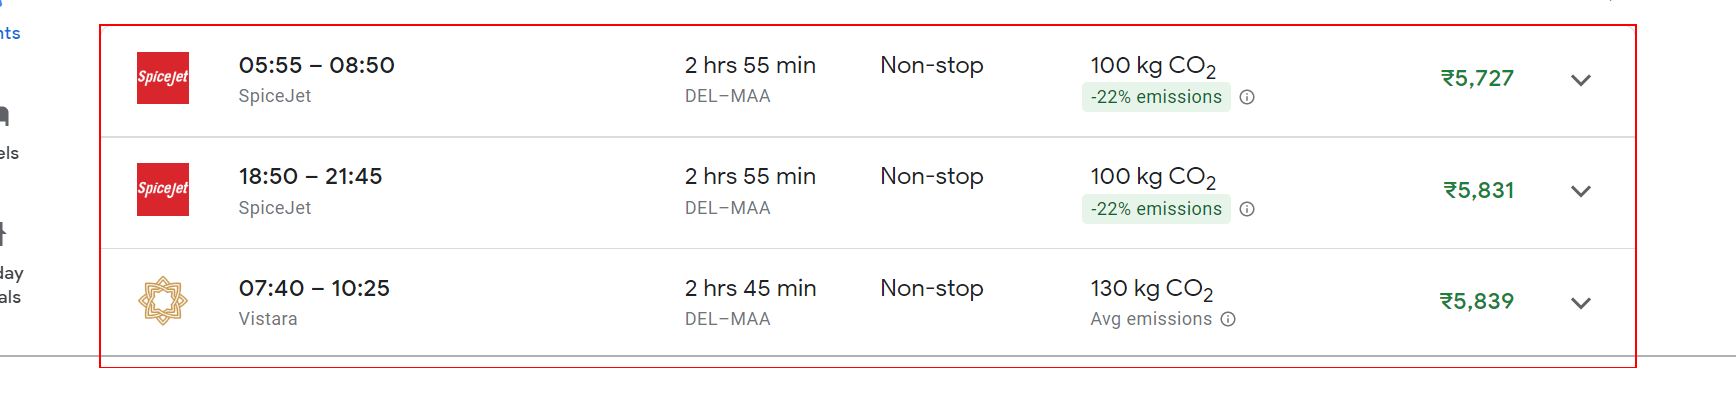 nts
SpiceJet
05:55 – 08:50
SpiceJet
2 hrs 55 min
DEL–MAA
Non-stop
100 kg CO2
-22% emissions
₹5,727
els
SpiceJet
18:50 – 21:45
SpiceJet
2 hrs 55 min
DEL–MAA
Non-stop
100 kg CO2
-22% emissions
₹5,831
day
als
07:40 – 10:25
Vistara
2 hrs 45 min
DEL–MAA
Non-stop
130 kg CO2
Avg emissions
₹5,839